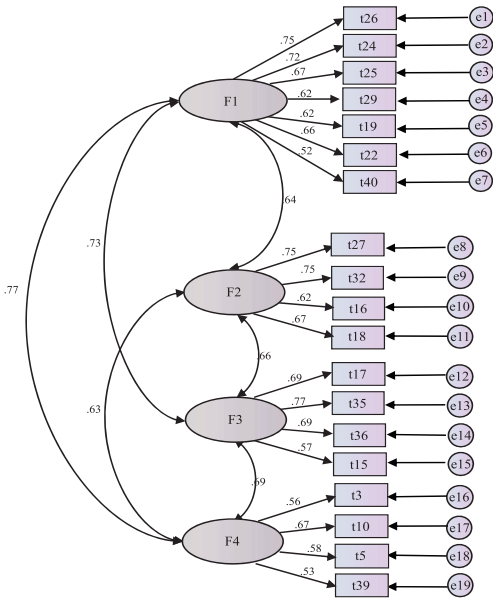 t26 e1
.75
t24 e2
.72
t25 e3
.67
F1
t29 e4
.62
t19 e5
.62
t22 e6
.66
t40 e7
.52
.64
.73
.77
t27 e8
.75
t32 e9
.75
F2
t16 e10
.62
t18 e11
.67
.66
.63
t17 e12
.69
t35 e13
.77
F3
t36 e14
.69
t15 e15
.57
.69
t3 e16
.56
t10 e17
.67
F4
t5 e18
.58
t39 e19
.53